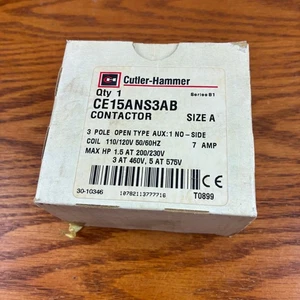 Cutler-Hammer
Qty 1 Series B1
CE15ANS3AB
CONTACTOR SIZE A
3 POLE OPEN TYPE AUX:1 NO-SIDE
COIL 110/120V 50/60HZ 7 AMP
MAX HP 1.5 AT 200/230V
3 AT 460V, 5 AT 575V
30-10346 10782113777716 T0899